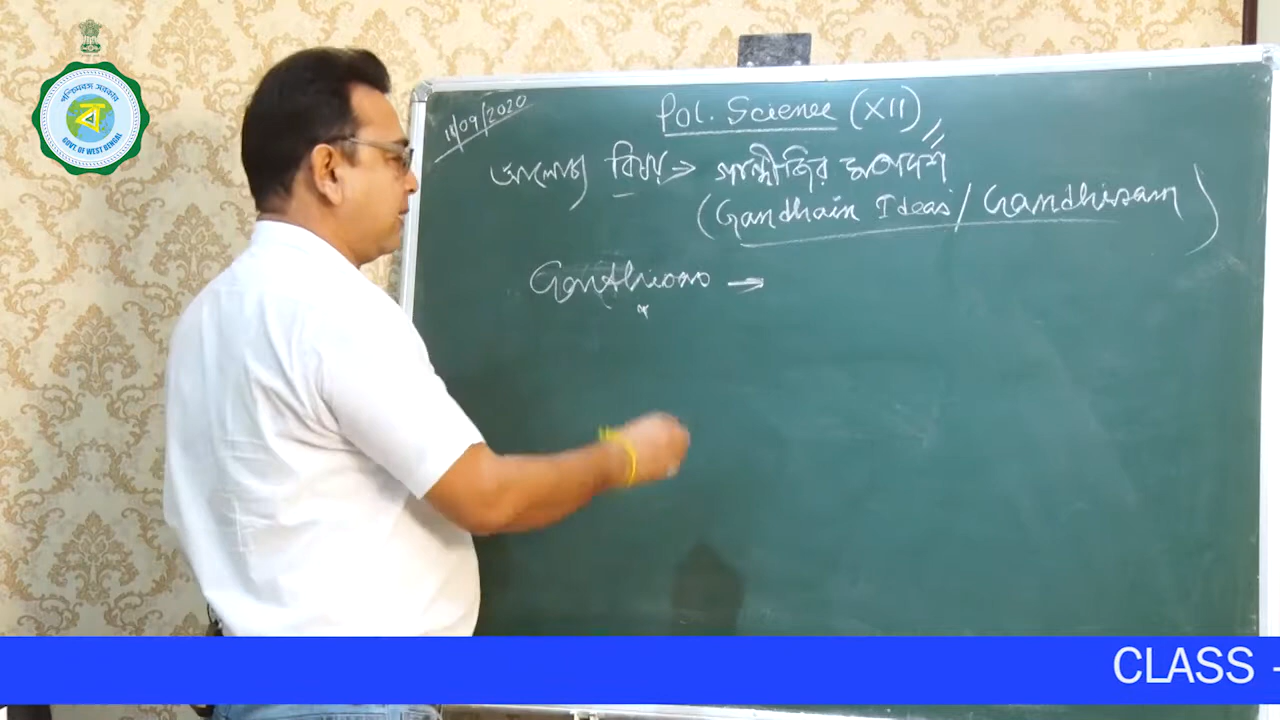 পশ্চিমবঙ্গ সরকার
ব
GOVT. OF WEST BENGAL
11/09/2020
Pol. Science (XII)
আলোচ্য বিষয় → গান্ধীজির মতাদর্শ
(Gandhain Ideas / Gandhisam)
Gandhism →
CLASS -